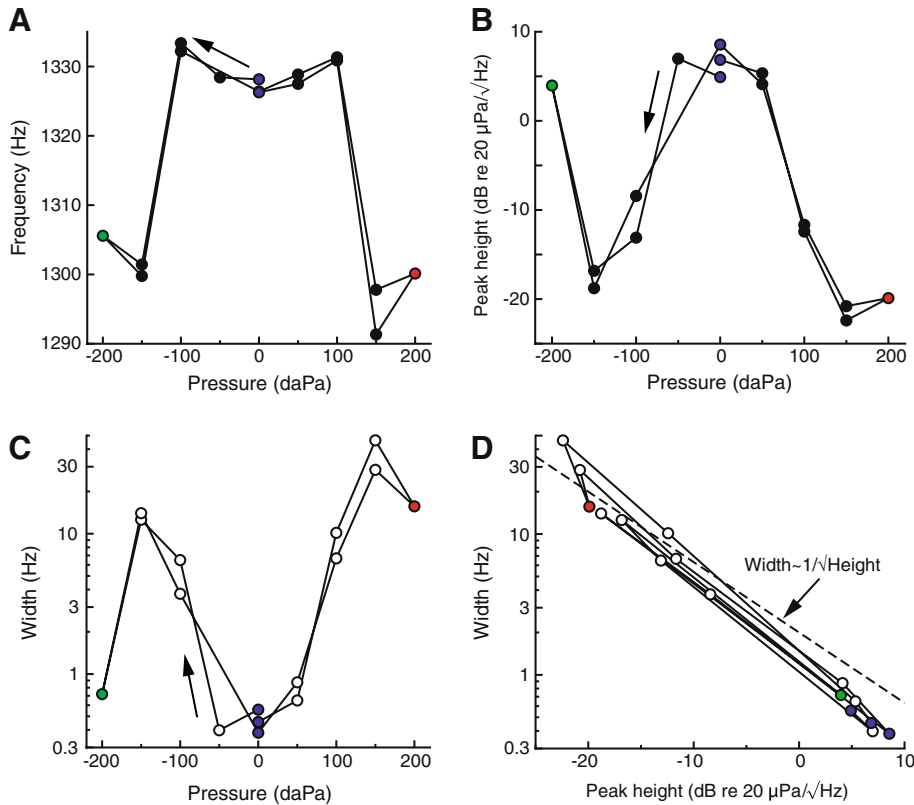 A
Frequency (Hz)
1330
1320
1310
1300
1290
-200
-100
0
100
200
Pressure (daPa)
B
Peak height (dB re 20 µPa/√Hz)
10
0
-10
-20
-200
-100
0
100
200
Pressure (daPa)
C
Width (Hz)
30
10
3
1
0.3
-200
-100
0
100
200
Pressure (daPa)
D
Width (Hz)
30
10
3
1
0.3
Width~1/√Height
-20
-10
0
10
Peak height (dB re 20 µPa/√Hz)